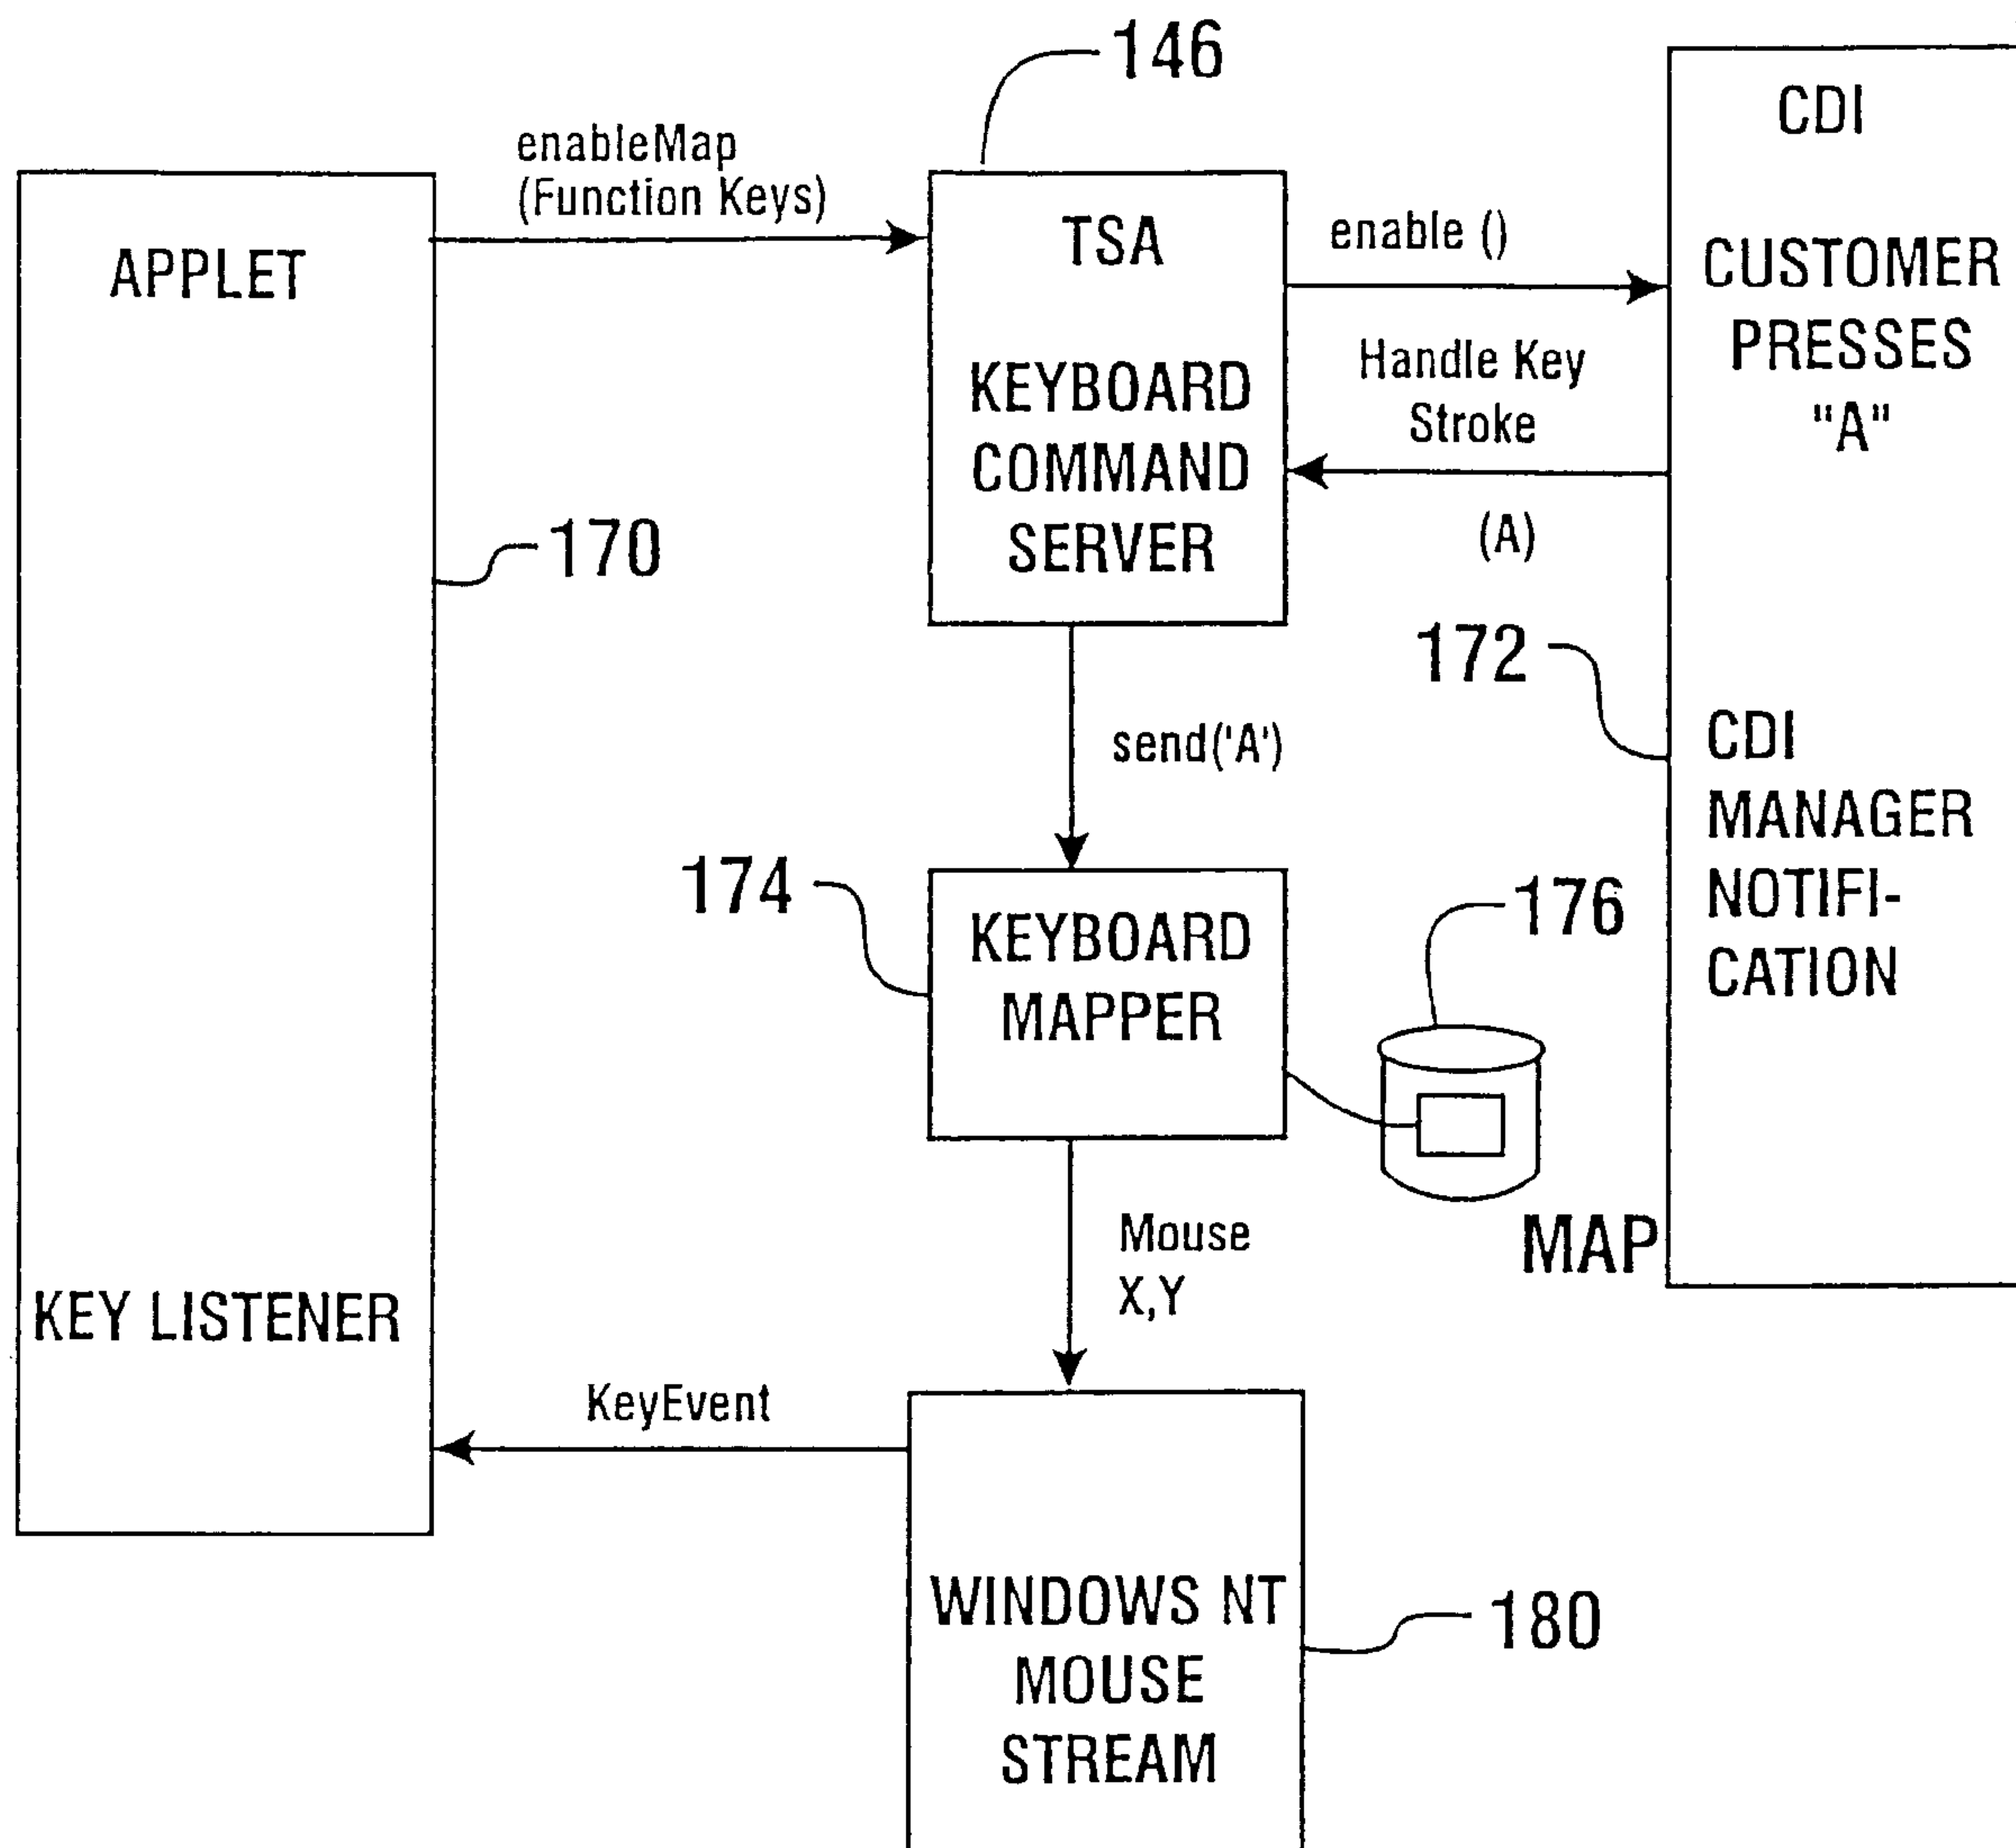 146
enableMap
(Function Keys)
APPLET
170
KEY LISTENER
TSA
KEYBOARD
COMMAND
SERVER
enable ()
Handle Key
Stroke
(A)
CDI
CUSTOMER
PRESSES
"A"
172
CDI
MANAGER
NOTIFI-
CATION
send('A')
174
KEYBOARD
MAPPER
176
MAP
Mouse
X,Y
KeyEvent
WINDOWS NT
MOUSE
STREAM
180